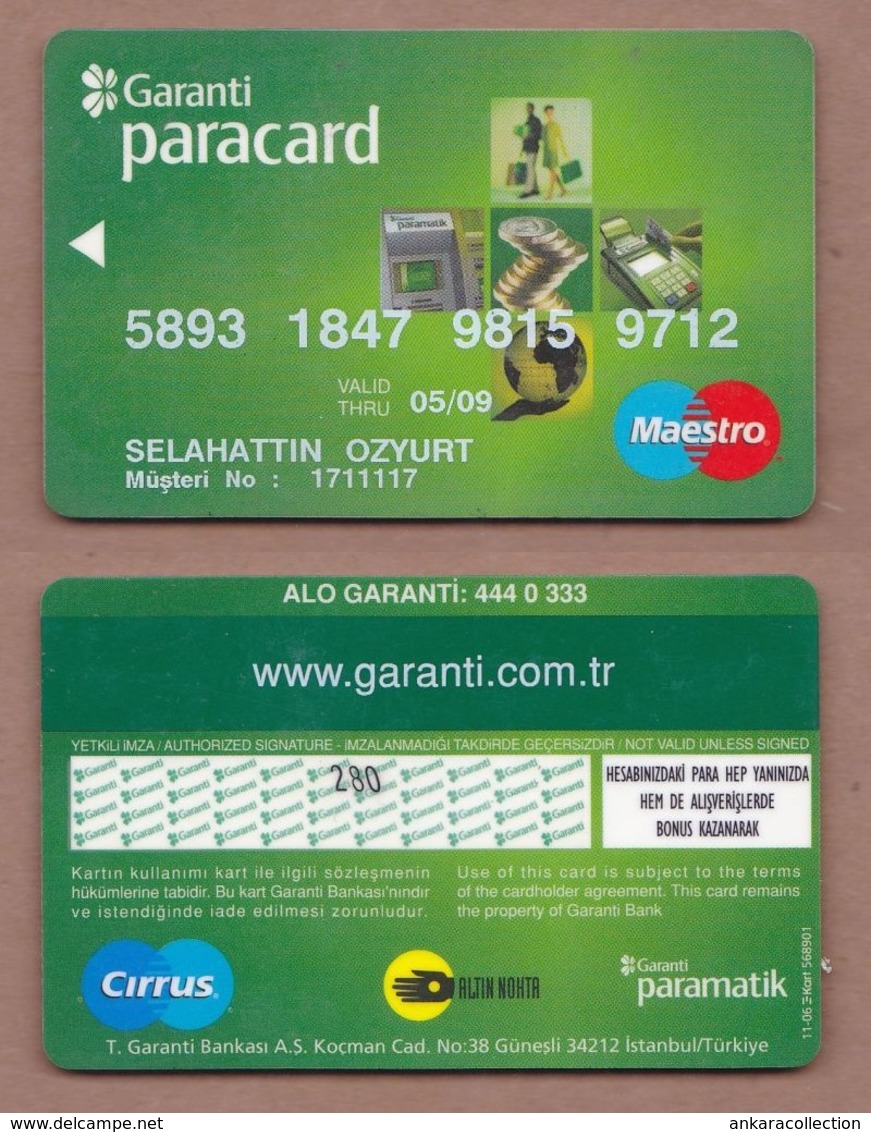 Garanti
paracard
Garanti
paramatik
5893 1847 9815 9712
VALID
THRU 05/09
SELAHATTIN OZYURT
Müşteri No : 1711117
Maestro
ALO GARANTİ: 444 0 333
www.garanti.com.tr
YETKİLİ İMZA / AUTHORIZED SIGNATURE - İMZALANMADIĞI TAKDİRDE GEÇERSİZDİR / NOT VALID UNLESS SIGNED
280
HESABINIZDAKİ PARA HEP YANINIZDA
HEM DE ALIŞVERİŞLERDE
BONUS KAZANARAK
Kartın kullanımı kart ile ilgili sözleşmenin
hükümlerine tabidir. Bu kart Garanti Bankası'nındır
ve istendiğinde iade edilmesi zorunludur.
Use of this card is subject to the terms
of the cardholder agreement. This card remains
the property of Garanti Bank
Cırrus
ALTIN NOKTA
Garanti
paramatik
11-06 Kart 568901
T. Garanti Bankası A.Ş. Koçman Cad. No:38 Güneşli 34212 İstanbul/Türkiye
www.delcampe.net
ankaracollection